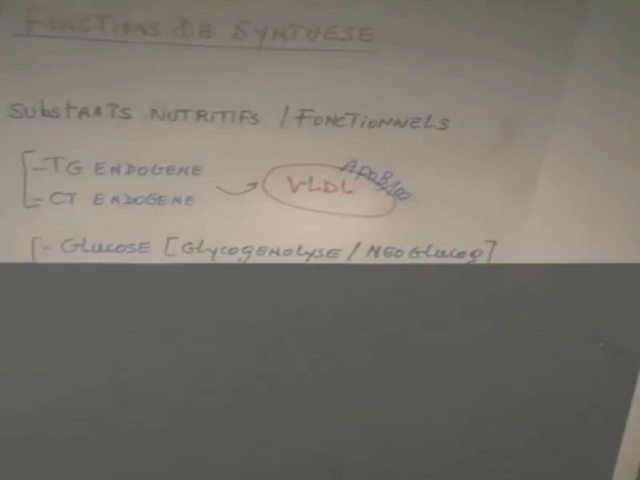 FONCTIONS DE SYNTHESE
SUBSTRATS NUTRITIFS / FONCTIONNELS
- TG ENDOGENE
- CT ENDOGENE
VLDL
APOB100
[- GLUCOSE [GLYCOGENOLYSE / NEOGLUCOG]